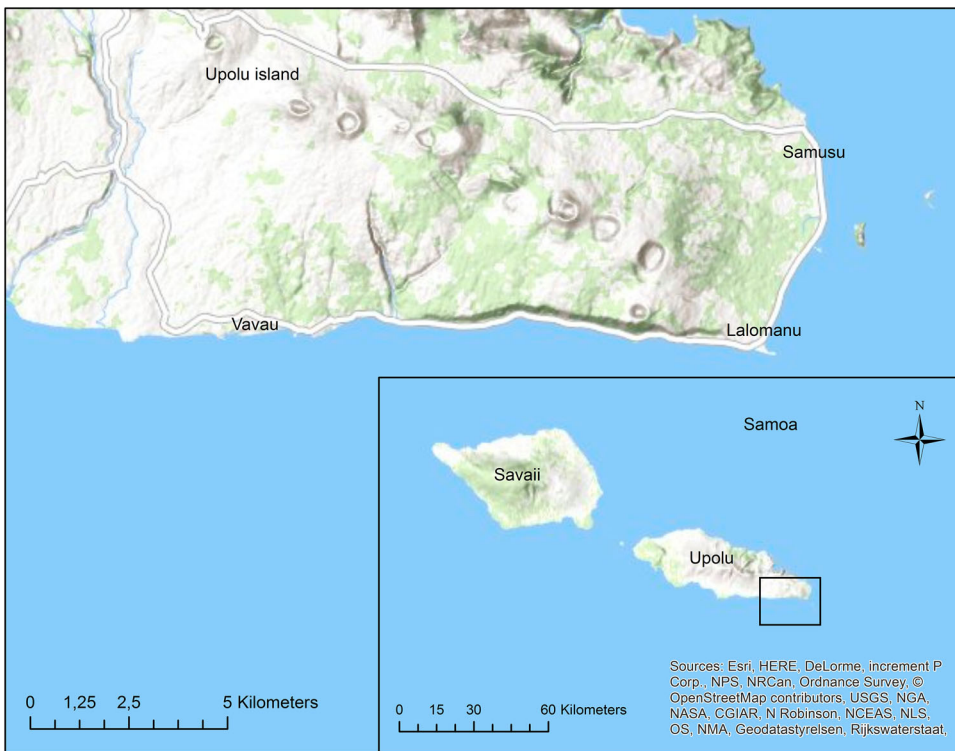 Upolu island
Samusu
Vavau
Lalomanu
Samoa
N
Savaii
Upolu
0 1,25 2,5 5 Kilometers
0 15 30 60 Kilometers
Sources: Esri, HERE, DeLorme, increment P
Corp., NPS, NRCan, Ordnance Survey, ©
OpenStreetMap contributors, USGS, NGA,
NASA, CGIAR, N Robinson, NCEAS, NLS,
OS, NMA, Geodatastyrelsen, Rijkswaterstaat,